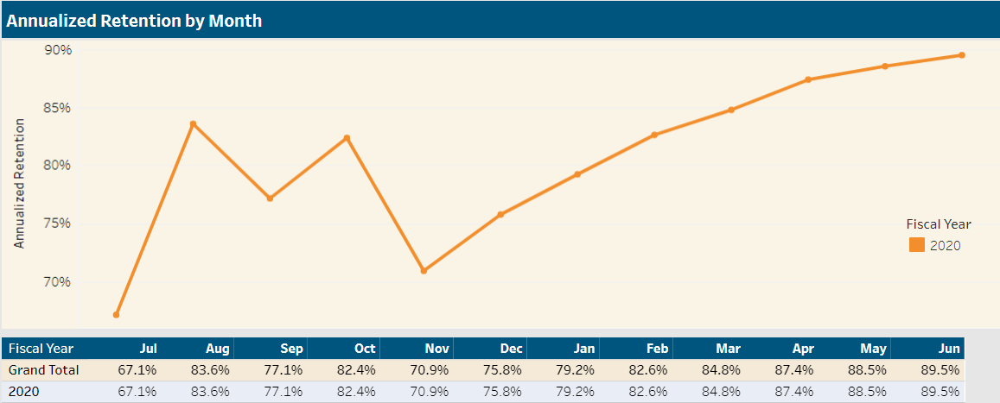 Annualized Retention by Month
90%
85%
80%
75%
70%
Annualized Retention
Fiscal Year
2020
Fiscal Year Jul Aug Sep Oct Nov Dec Jan Feb Mar Apr May Jun
Grand Total 67.1% 83.6% 77.1% 82.4% 70.9% 75.8% 79.2% 82.6% 84.8% 87.4% 88.5% 89.5%
2020 67.1% 83.6% 77.1% 82.4% 70.9% 75.8% 79.2% 82.6% 84.8% 87.4% 88.5% 89.5%